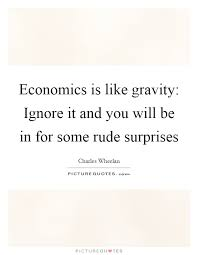 Economics is like gravity:
Ignore it and you will be
in for some rude surprises
Charles Wheelan
PICTUREQUOTES.com
PICTUREQUOTES